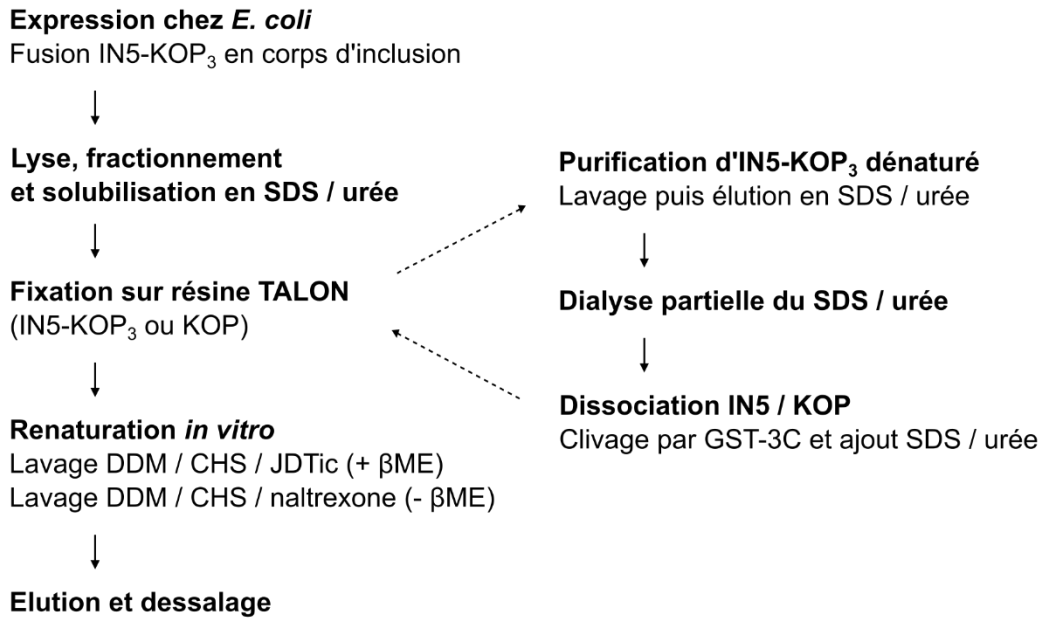 Expression chez E. coli
Fusion IN5-KOP₃ en corps d'inclusion
Lyse, fractionnement
et solubilisation en SDS / urée
Fixation sur résine TALON
(IN5-KOP₃ ou KOP)
Renaturation in vitro
Lavage DDM / CHS / JDTic (+ βME)
Lavage DDM / CHS / naltrexone (- βME)
Elution et dessalage
Purification d'IN5-KOP₃ dénaturé
Lavage puis élution en SDS / urée
Dialyse partielle du SDS / urée
Dissociation IN5 / KOP
Clivage par GST-3C et ajout SDS / urée